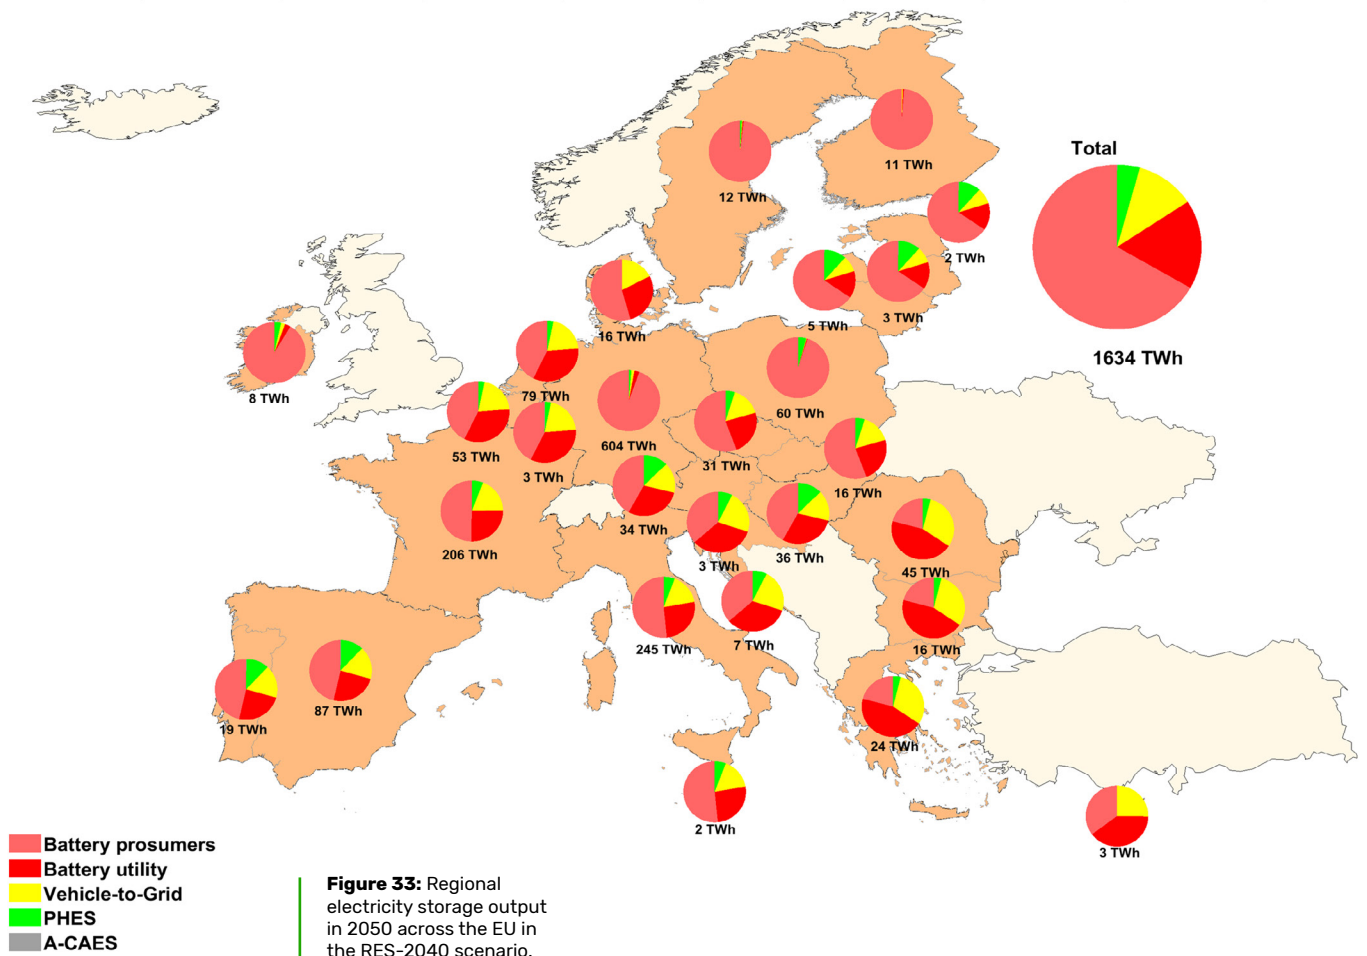 Total
11 TWh
12 TWh
2 TWh
5 TWh
3 TWh
16 TWh
1634 TWh
8 TWh
79 TWh
60 TWh
604 TWh
53 TWh
31 TWh
3 TWh
16 TWh
34 TWh
206 TWh
36 TWh
3 TWh
45 TWh
245 TWh
7 TWh
16 TWh
87 TWh
19 TWh
24 TWh
2 TWh
3 TWh
Battery prosumers
Battery utility
Vehicle-to-Grid
PHES
A-CAES
Figure 33: Regional
electricity storage output
in 2050 across the EU in
the RES-2040 scenario.